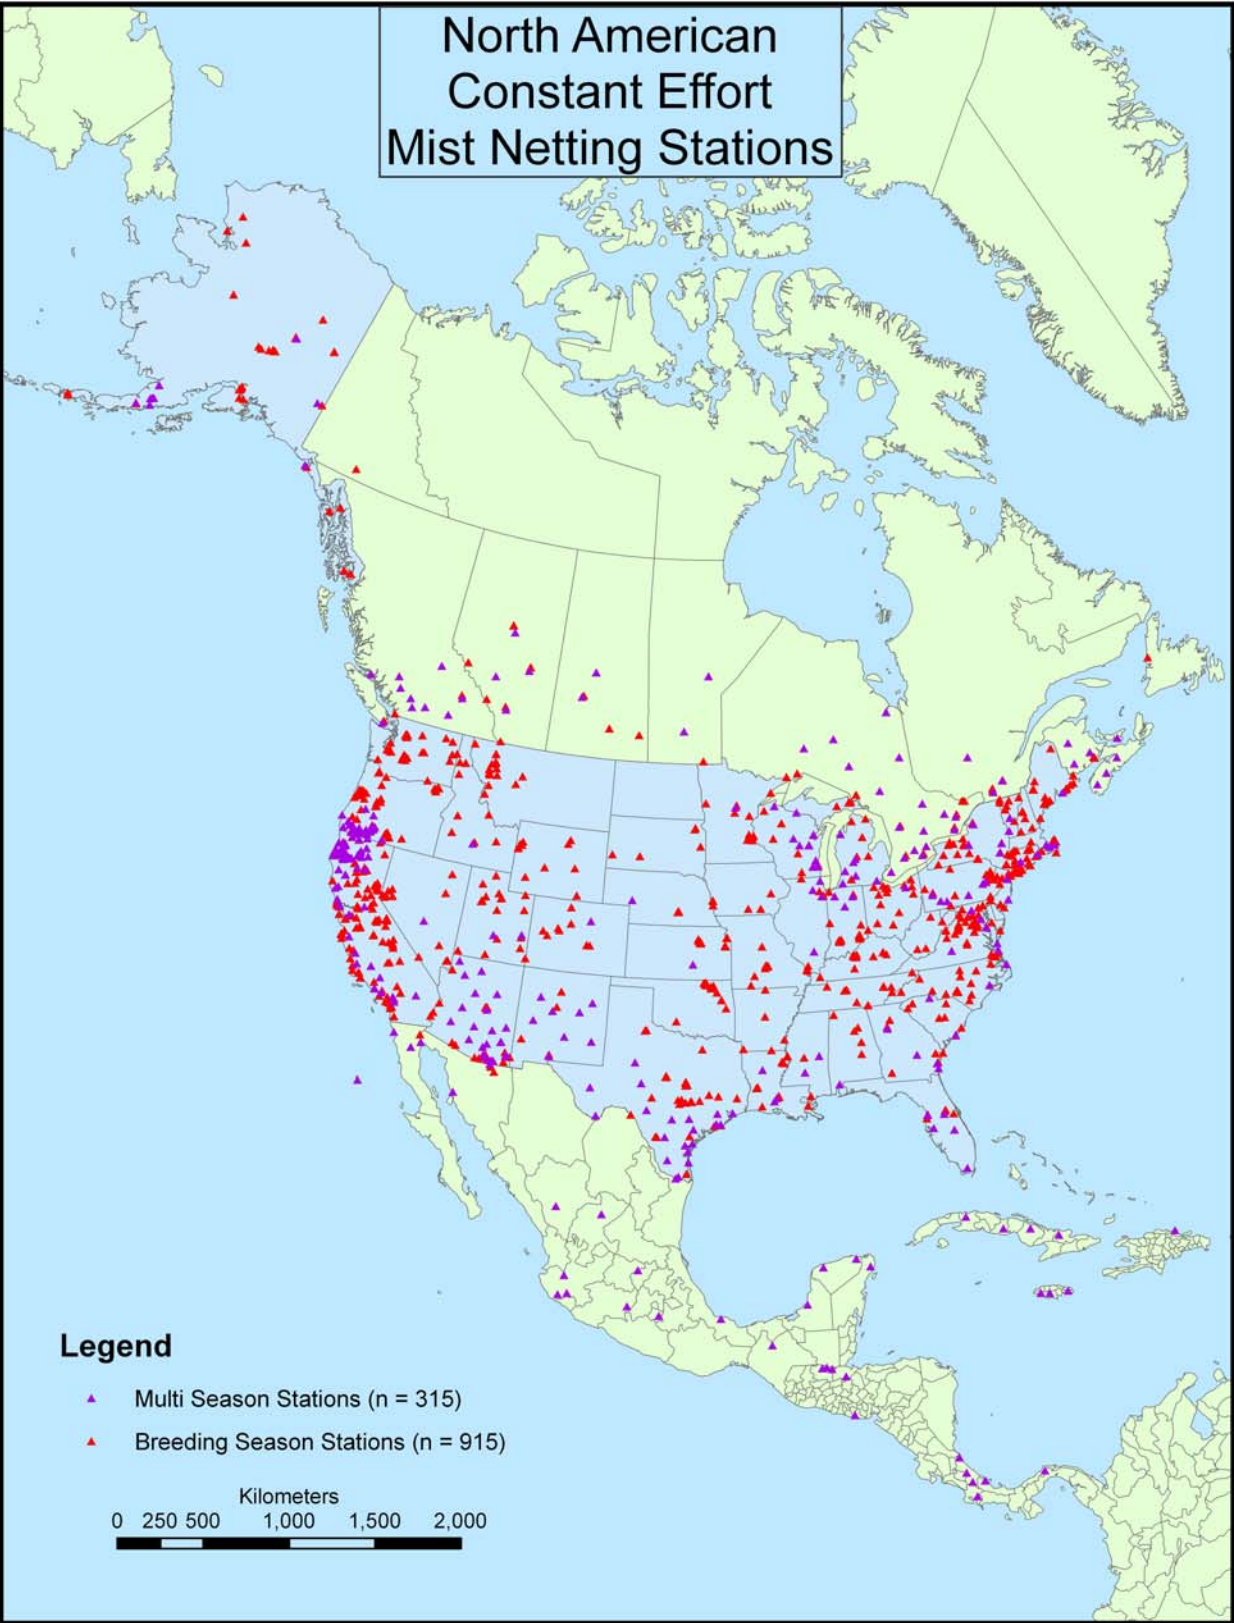 North American
Constant Effort
Mist Netting Stations
Legend
Multi Season Stations (n = 315)
Breeding Season Stations (n = 915)
Kilometers
0 250 500 1,000 1,500 2,000